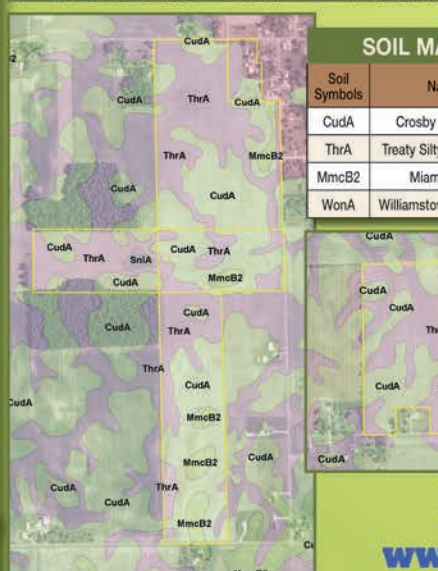 CudA
CudA
ThrA
CudA
ThrA
MmcB2
CudA
CudA
CudA
ThrA
SnlA
CudA
ThrA
CudA
MmcB2
CudA
CudA
ThrA
ThrA
CudA
CudA
MmcB2
MmcB2
CudA
CudA
ThrA
CudA
MmcB2
SOIL MA
Soil
Symbols
Na
CudA
Crosby
ThrA
Treaty Silty
MmcB2
Miam
WonA
Williamstow
CudA
CudA
CudA
Thr
CudA
CudA
ww